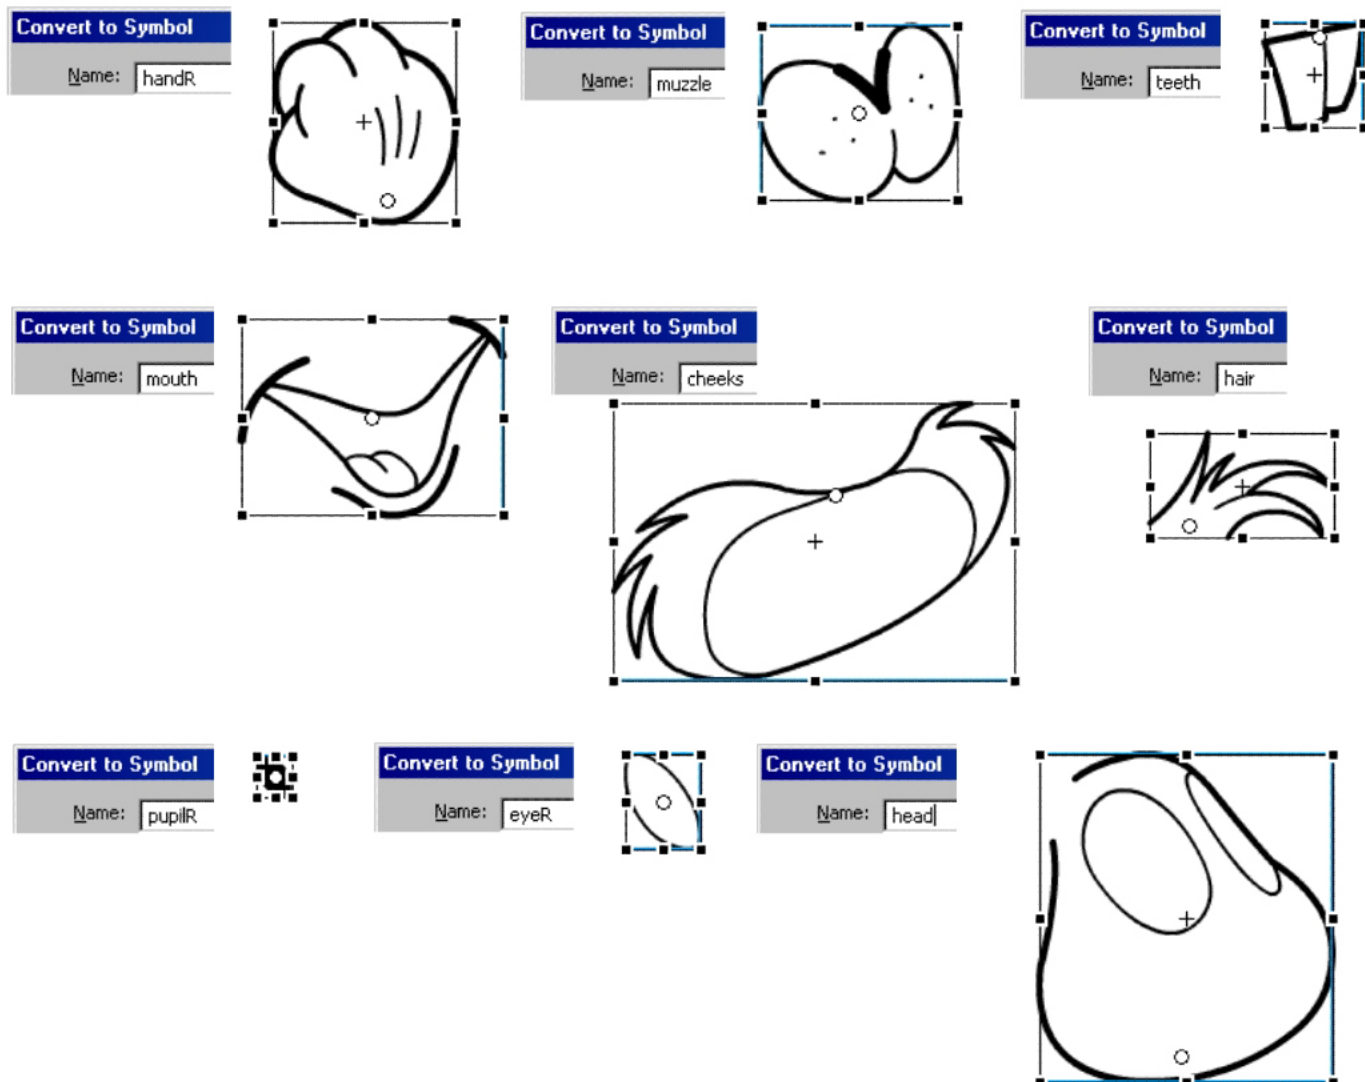 Convert to Symbol
Name: handR
Convert to Symbol
Name: muzzle
Convert to Symbol
Name: teeth
Convert to Symbol
Name: mouth
Convert to Symbol
Name: cheeks
Convert to Symbol
Name: hair
Convert to Symbol
Name: pupilR
Convert to Symbol
Name: eyeR
Convert to Symbol
Name: head